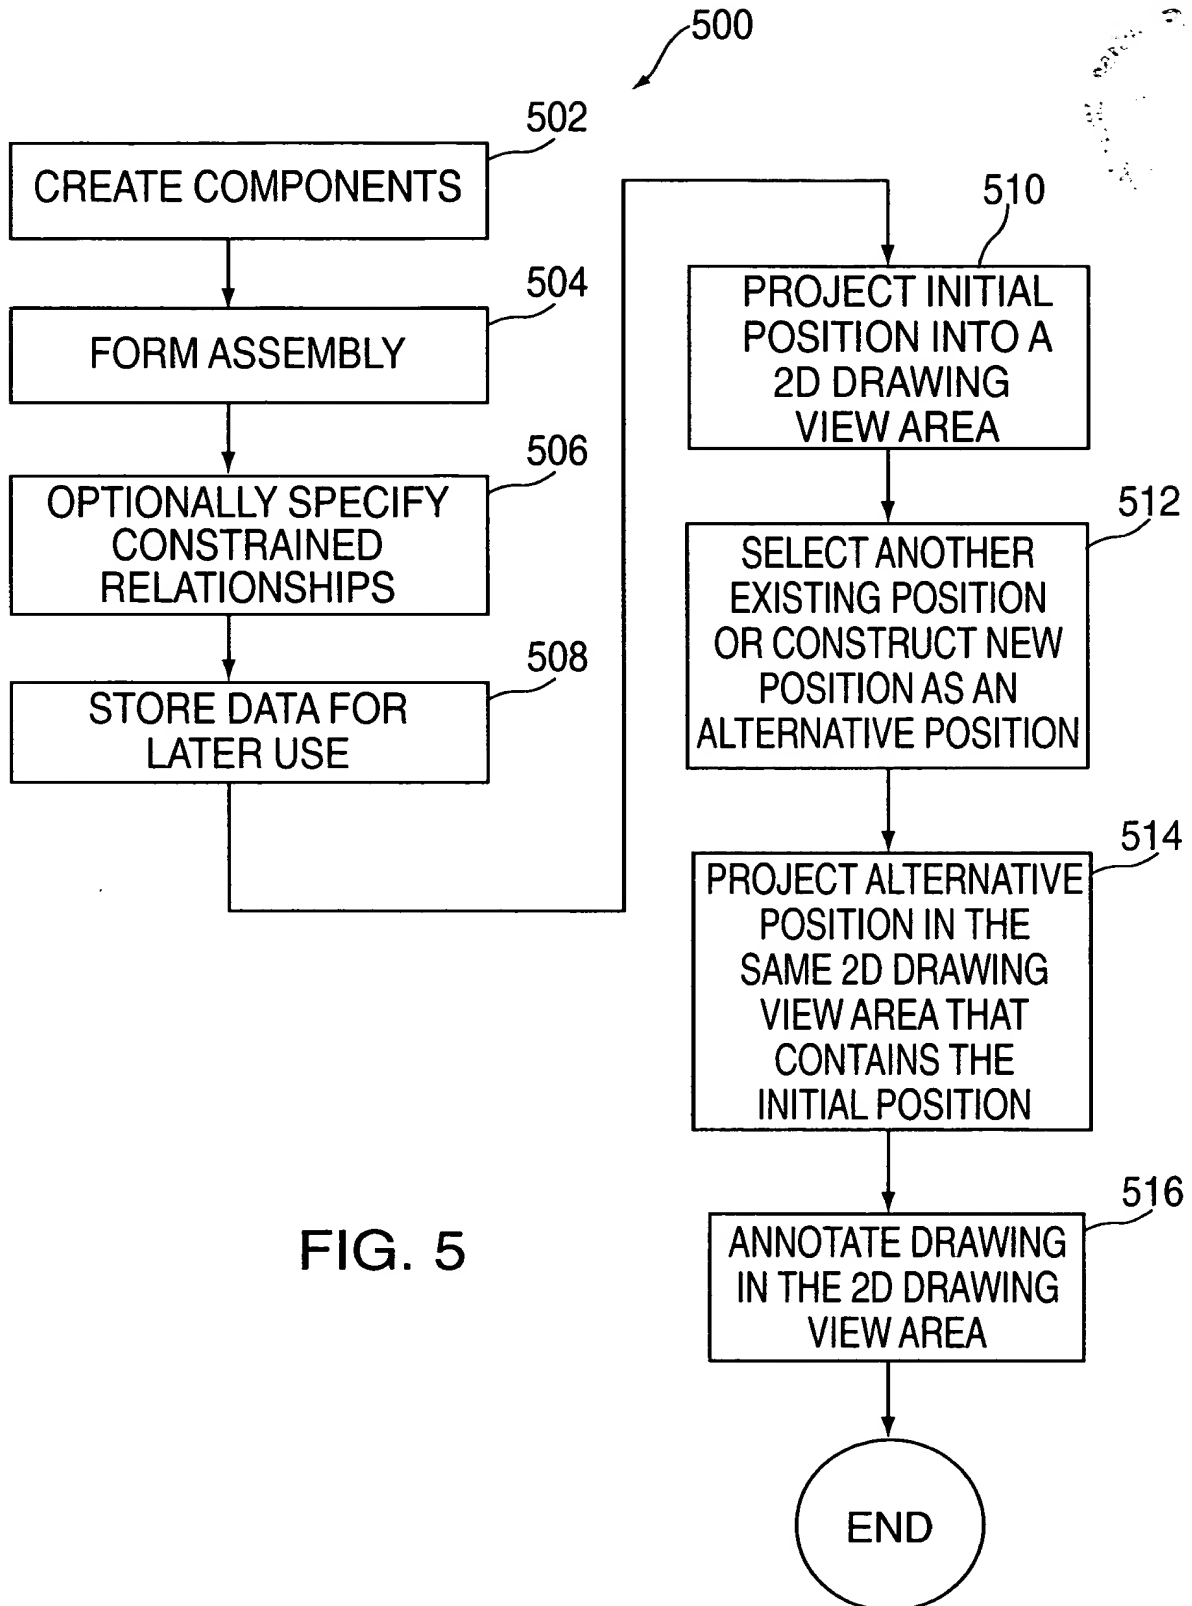 500
502
CREATE COMPONENTS
504
FORM ASSEMBLY
506
OPTIONALLY SPECIFY
CONSTRAINED
RELATIONSHIPS
508
STORE DATA FOR
LATER USE
510
PROJECT INITIAL
POSITION INTO A
2D DRAWING
VIEW AREA
512
SELECT ANOTHER
EXISTING POSITION
OR CONSTRUCT NEW
POSITION AS AN
ALTERNATIVE POSITION
514
PROJECT ALTERNATIVE
POSITION IN THE
SAME 2D DRAWING
VIEW AREA THAT
CONTAINS THE
INITIAL POSITION
516
ANNOTATE DRAWING
IN THE 2D DRAWING
VIEW AREA
END
FIG. 5